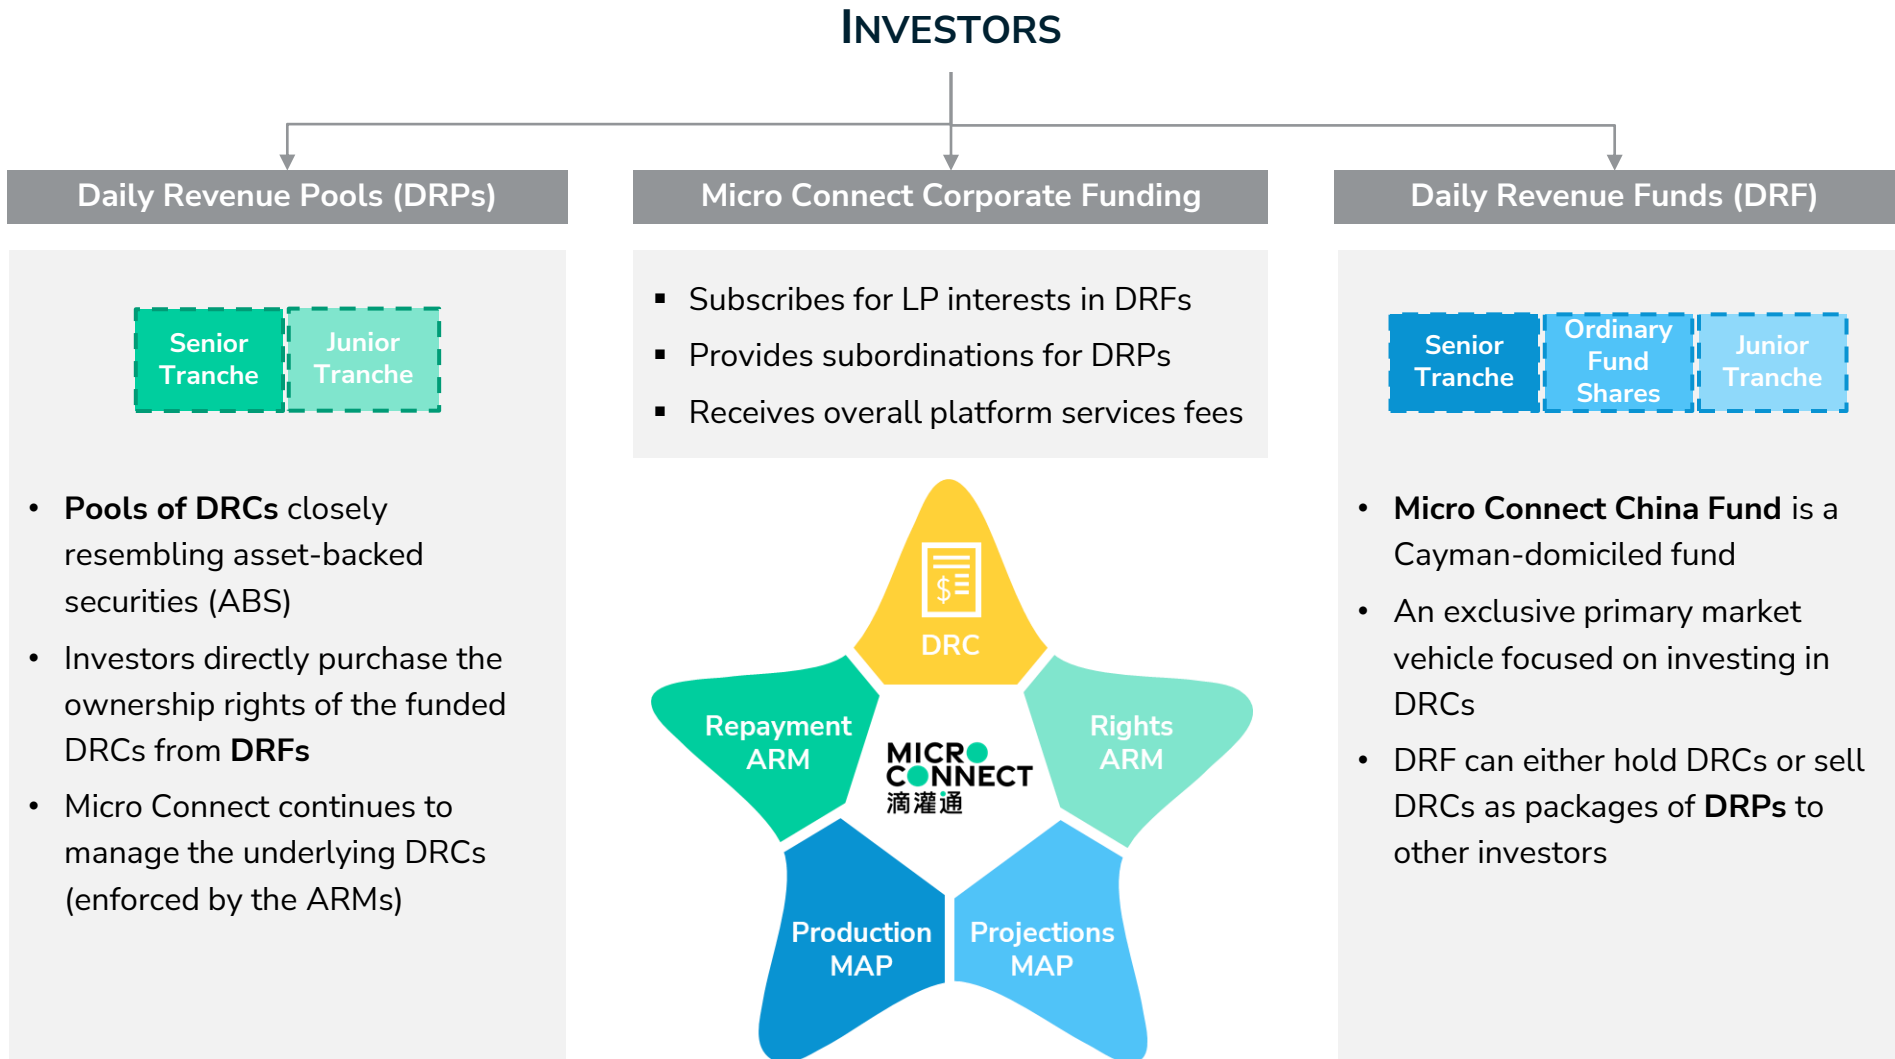 INVESTORS
Daily Revenue Pools (DRPs)
Senior
Tranche
Junior
Tranche
• Pools of DRCs closely
resembling asset-backed
securities (ABS)
• Investors directly purchase the
ownership rights of the funded
DRCs from DRFs
• Micro Connect continues to
manage the underlying DRCs
(enforced by the ARMs)
Micro Connect Corporate Funding
▪ Subscribes for LP interests in DRFs
▪ Provides subordinations for DRPs
▪ Receives overall platform services fees
$
DRC
Repayment
ARM
Rights
ARM
MICRO
CONNECT
滴灌通
Production
MAP
Projections
MAP
Daily Revenue Funds (DRF)
Senior
Tranche
Ordinary
Fund
Shares
Junior
Tranche
• Micro Connect China Fund is a
Cayman-domiciled fund
• An exclusive primary market
vehicle focused on investing in
DRCs
• DRF can either hold DRCs or sell
DRCs as packages of DRPs to
other investors